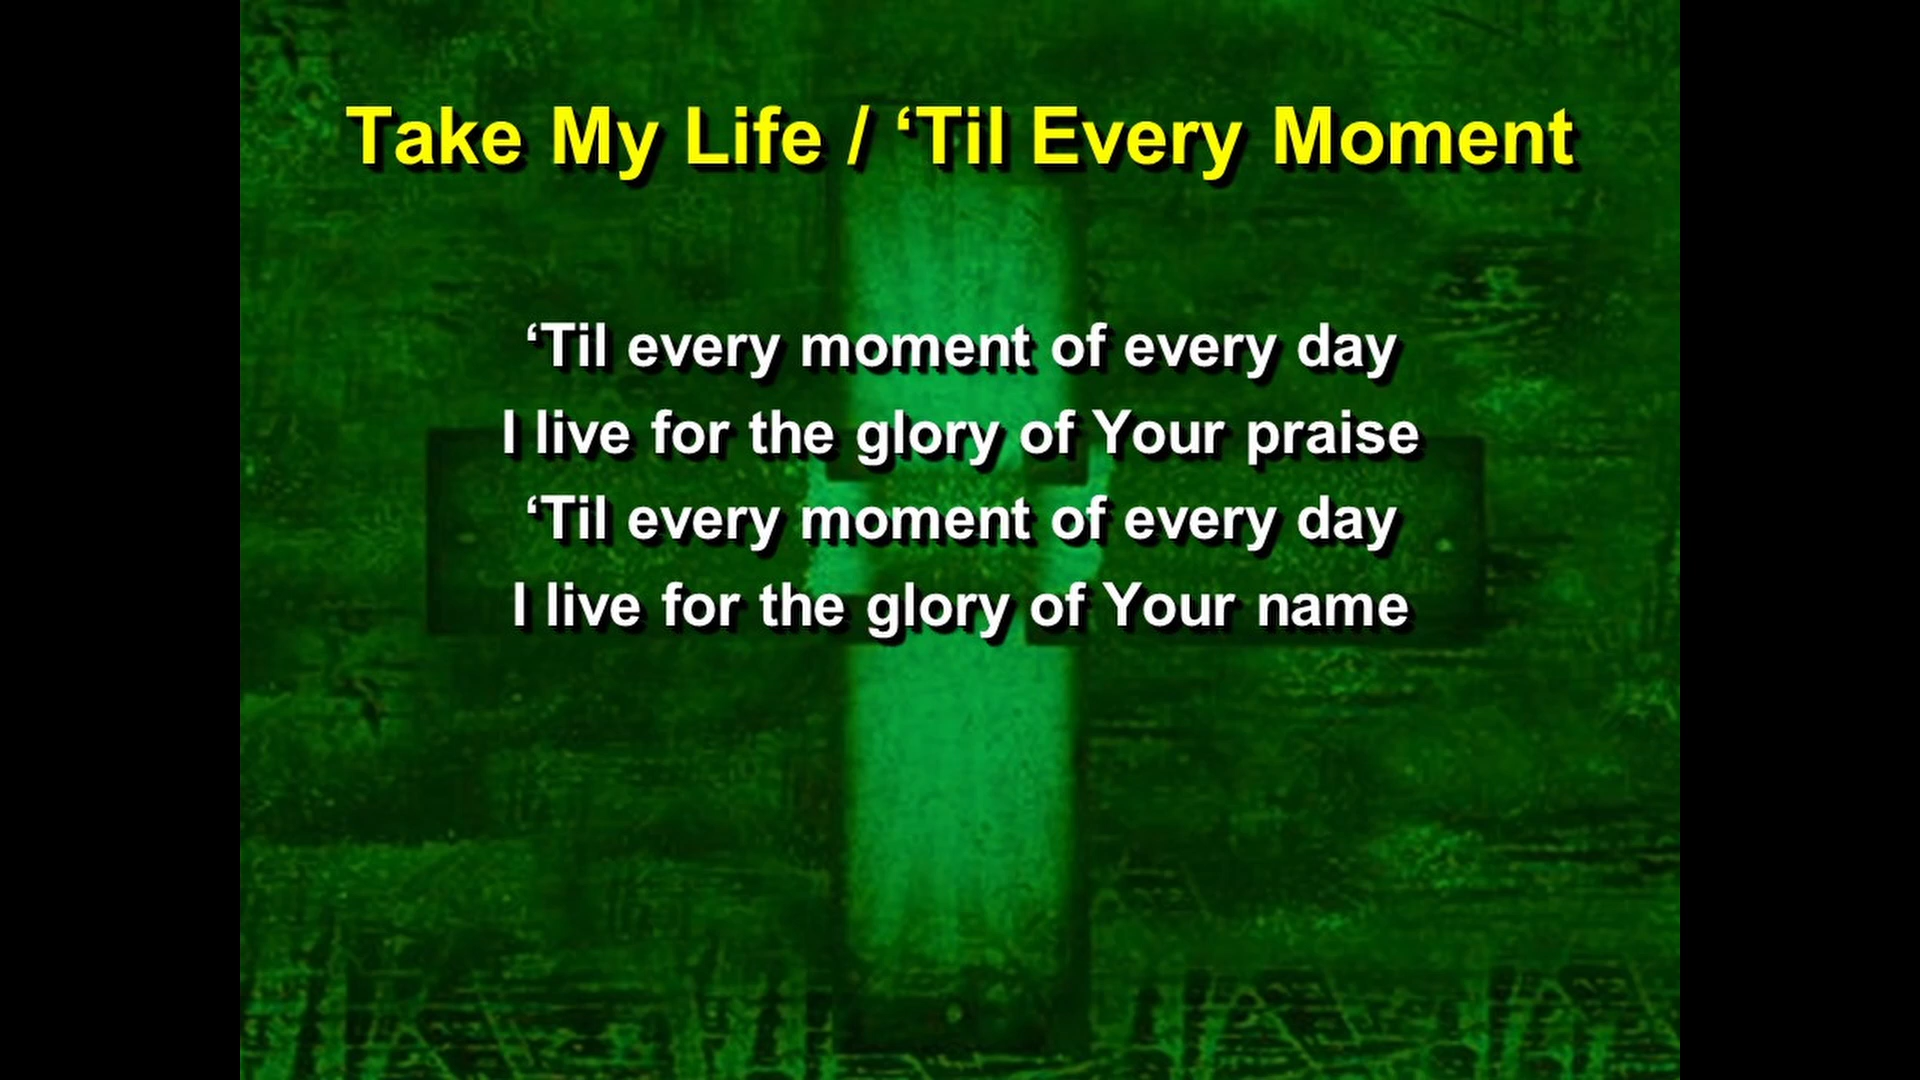 Take My Life / ‘Til Every Moment
‘Til every moment of every day
I live for the glory of Your praise
‘Til every moment of every day
I live for the glory of Your name